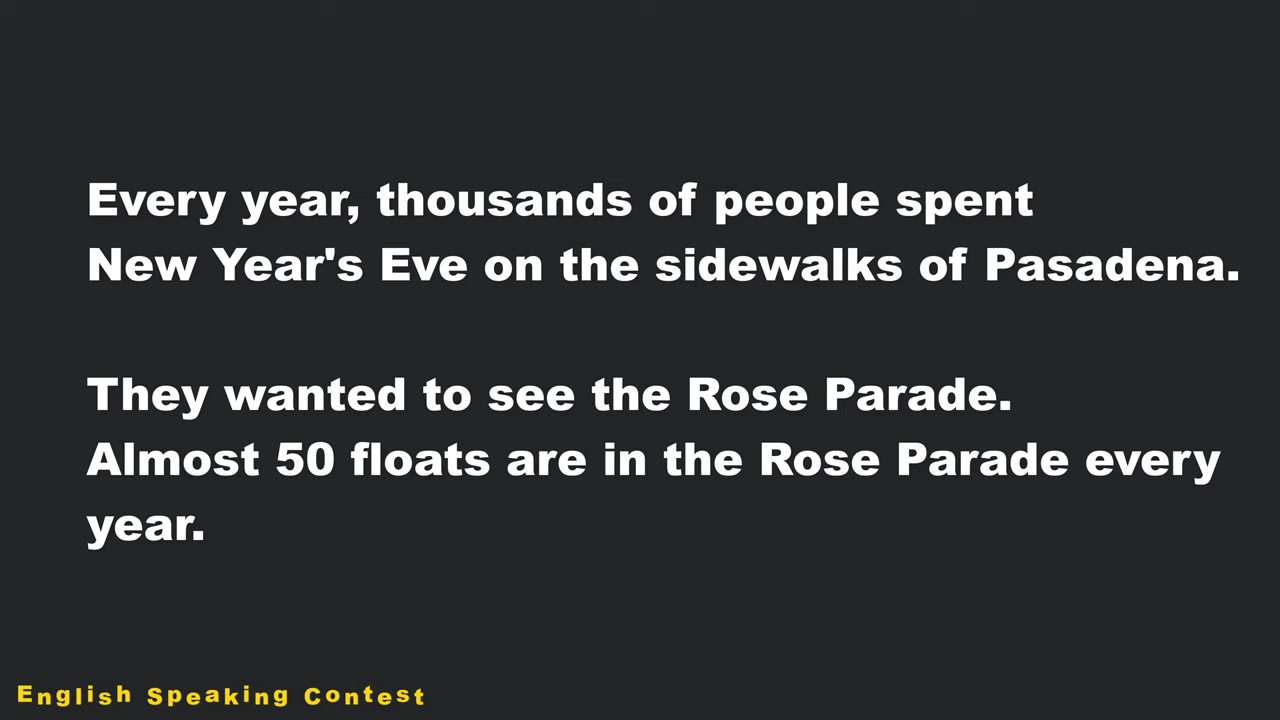 Every year, thousands of people spent
New Year's Eve on the sidewalks of Pasadena.
They wanted to see the Rose Parade.
Almost 50 floats are in the Rose Parade every
year.
English Speaking Contest